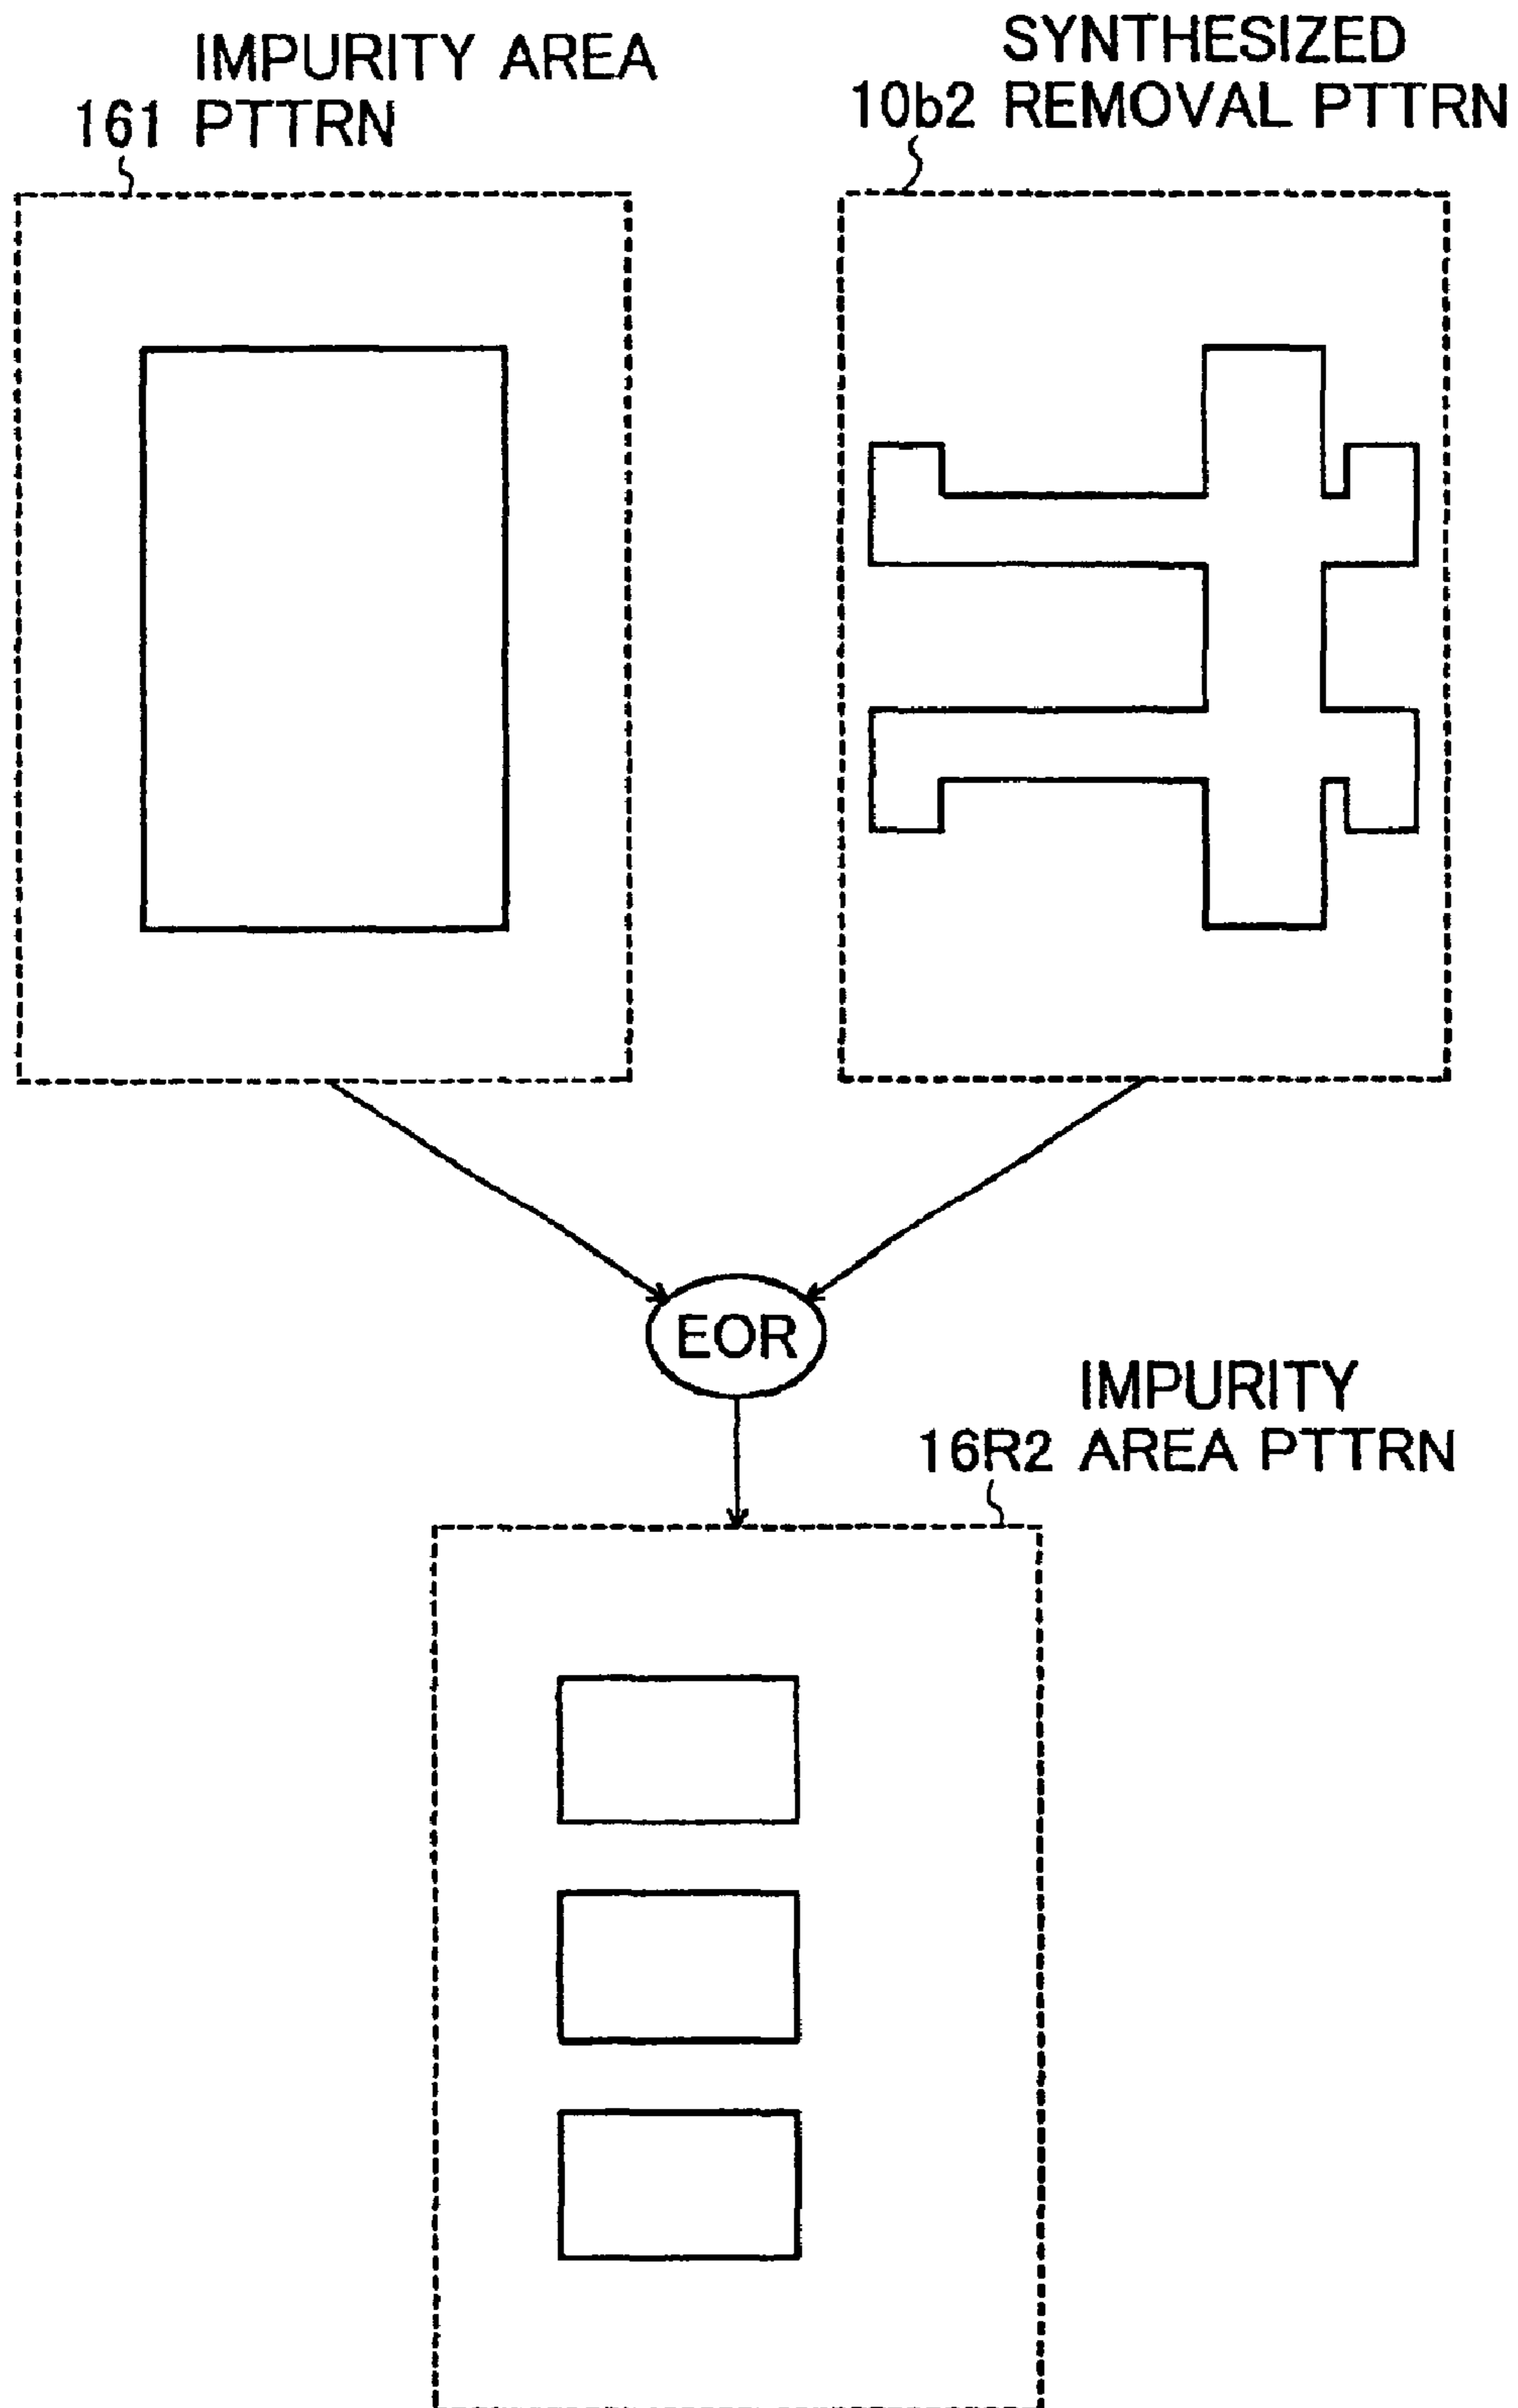 IMPURITY AREA
161 PTTRN
SYNTHESIZED
10b2 REMOVAL PTTRN
EOR
IMPURITY
16R2 AREA PTTRN